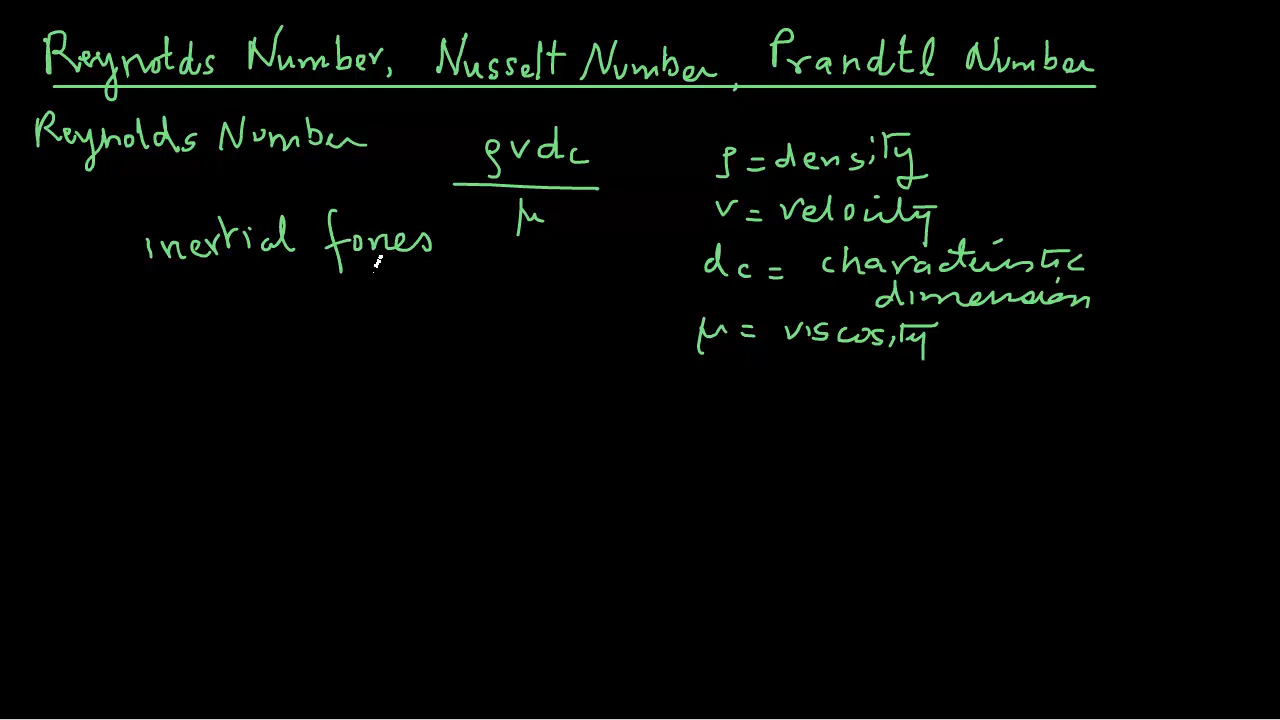 Reynolds Number, Nusselt Number, Prandtl Number
Reynolds Number
ρvdc
μ
inertial forces
ρ = density
v = velocity
dc = characteristic
dimension
μ = viscosity